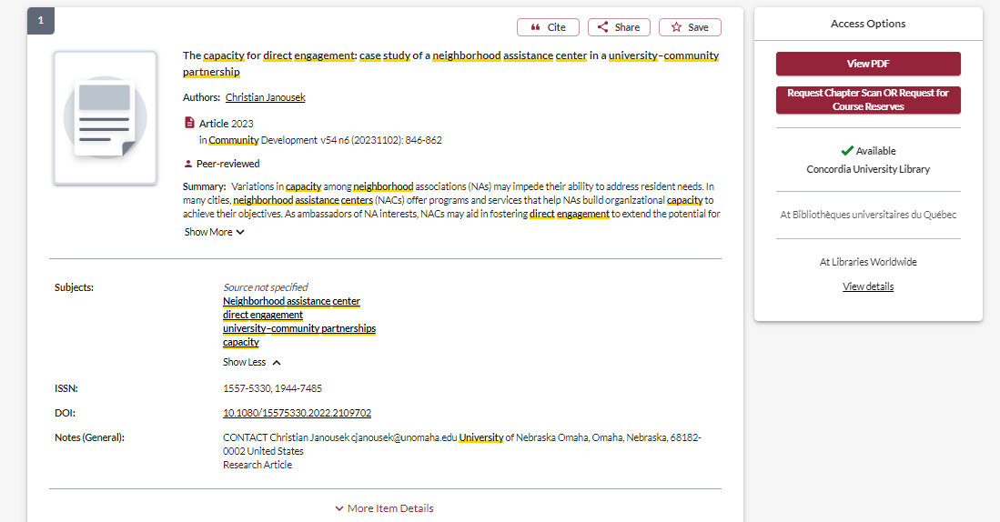 1
Cite
Share
Save
The capacity for direct engagement: case study of a neighborhood assistance center in a university–community
partnership
Authors: Christian Janousek
Article 2023
in Community Development v54 n6 (20231102): 846-862
Peer-reviewed
Summary: Variations in capacity among neighborhood associations (NAs) may impede their ability to address resident needs. In
many cities, neighborhood assistance centers (NACs) offer programs and services that help NAs build organizational capacity to
achieve their objectives. As ambassadors of NA interests, NACs may aid in fostering direct engagement to extend the potential for
Show More
Subjects:
Source not specified
Neighborhood assistance center
direct engagement
university–community partnerships
capacity
Show Less
ISSN:
1557-5330, 1944-7485
DOI:
10.1080/15575330.2022.2109702
Notes (General):
CONTACT Christian Janousek cjanousek@unomaha.edu University of Nebraska Omaha, Omaha, Nebraska, 68182-
0002 United States
Research Article
More Item Details
Access Options
View PDF
Request Chapter Scan OR Request for
Course Reserves
Available
Concordia University Library
At Bibliothèques universitaires du Québec
At Libraries Worldwide
View details